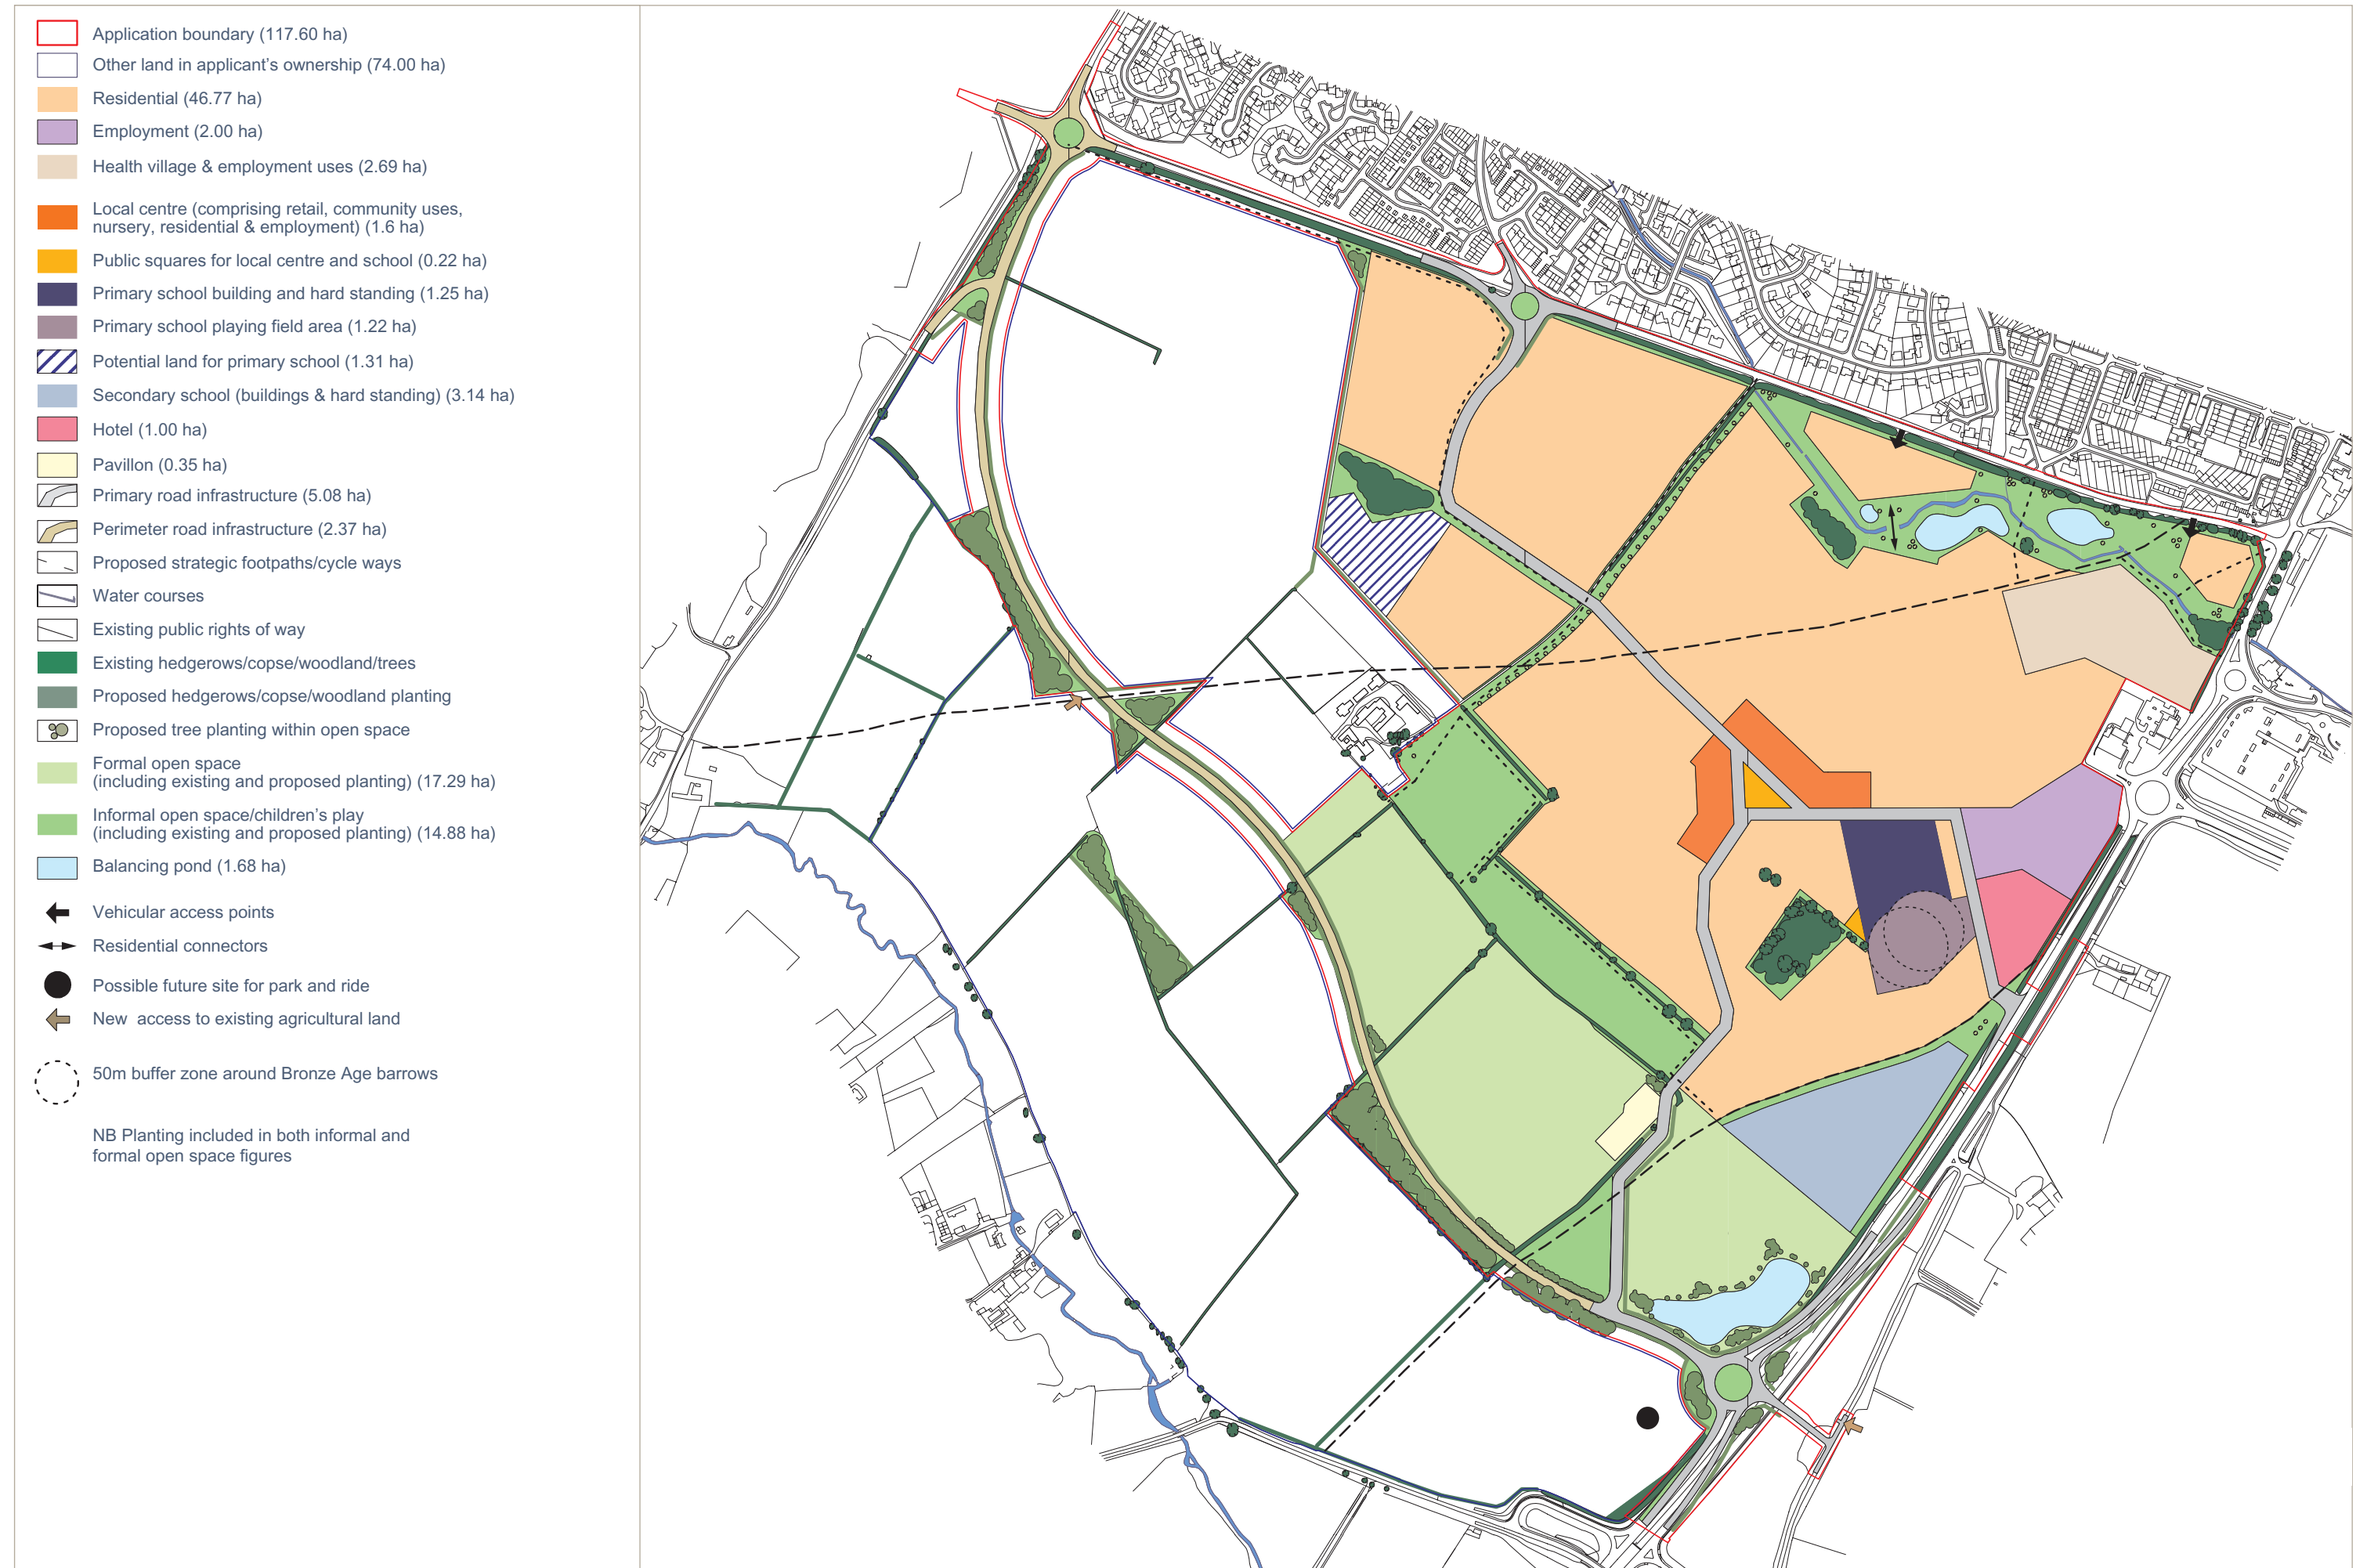 Application boundary (117.60 ha)
Other land in applicant's ownership (74.00 ha)
Residential (46.77 ha)
Employment (2.00 ha)
Health village & employment uses (2.69 ha)
Local centre (comprising retail, community uses,
nursery, residential & employment) (1.6 ha)
Public squares for local centre and school (0.22 ha)
Primary school building and hard standing (1.25 ha)
Primary school playing field area (1.22 ha)
Potential land for primary school (1.31 ha)
Secondary school (buildings & hard standing) (3.14 ha)
Hotel (1.00 ha)
Pavillon (0.35 ha)
Primary road infrastructure (5.08 ha)
Perimeter road infrastructure (2.37 ha)
Proposed strategic footpaths/cycle ways
Water courses
Existing public rights of way
Existing hedgerows/copse/woodland/trees
Proposed hedgerows/copse/woodland planting
Proposed tree planting within open space
Formal open space
(including existing and proposed planting) (17.29 ha)
Informal open space/children's play
(including existing and proposed planting) (14.88 ha)
Balancing pond (1.68 ha)
Vehicular access points
Residential connectors
Possible future site for park and ride
New access to existing agricultural land
50m buffer zone around Bronze Age barrows
NB Planting included in both informal and
formal open space figures